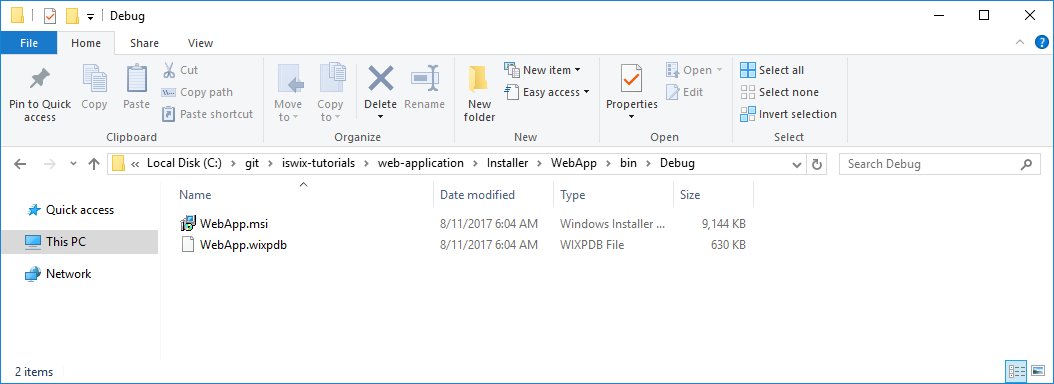 Debug
File Home Share View
Pin to Quick access
Copy
Paste
Cut
Copy path
Paste shortcut
Clipboard
Move to
Copy to
Delete
Rename
Organize
New folder
New item
Easy access
New
Properties
Open
Edit
Open
Select all
Select none
Invert selection
Select
« Local Disk (C:) > git > iswix-tutorials > web-application > Installer > WebApp > bin > Debug
Search Debug
Quick access
This PC
Network
Name Date modified Type Size
WebApp.msi 8/11/2017 6:04 AM Windows Installer ... 9,144 KB
WebApp.wixpdb 8/11/2017 6:04 AM WIXPDB File 630 KB
2 items